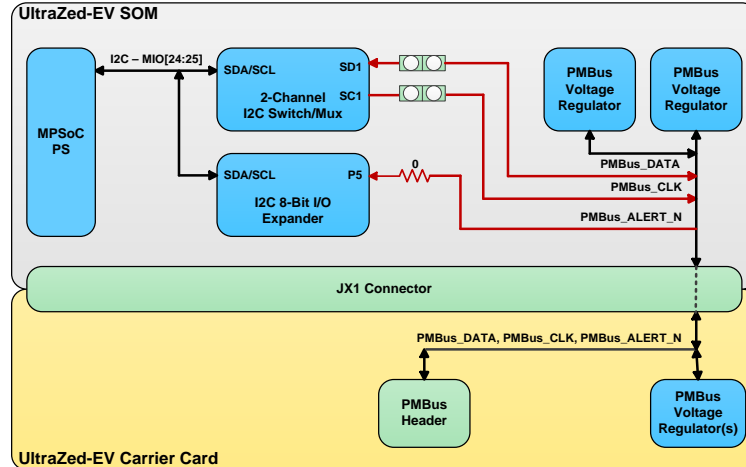 UltraZed-EV SOM
I2C – MIO[24:25]
MPSoC
PS
SDA/SCL
SD1
SC1
2-Channel
I2C Switch/Mux
SDA/SCL
P5
I2C 8-Bit I/O
Expander
0
PMBus
Voltage
Regulator
PMBus
Voltage
Regulator
PMBus_DATA
PMBus_CLK
PMBus_ALERT_N
JX1 Connector
PMBus_DATA, PMBus_CLK, PMBus_ALERT_N
PMBus
Header
PMBus
Voltage
Regulator(s)
UltraZed-EV Carrier Card